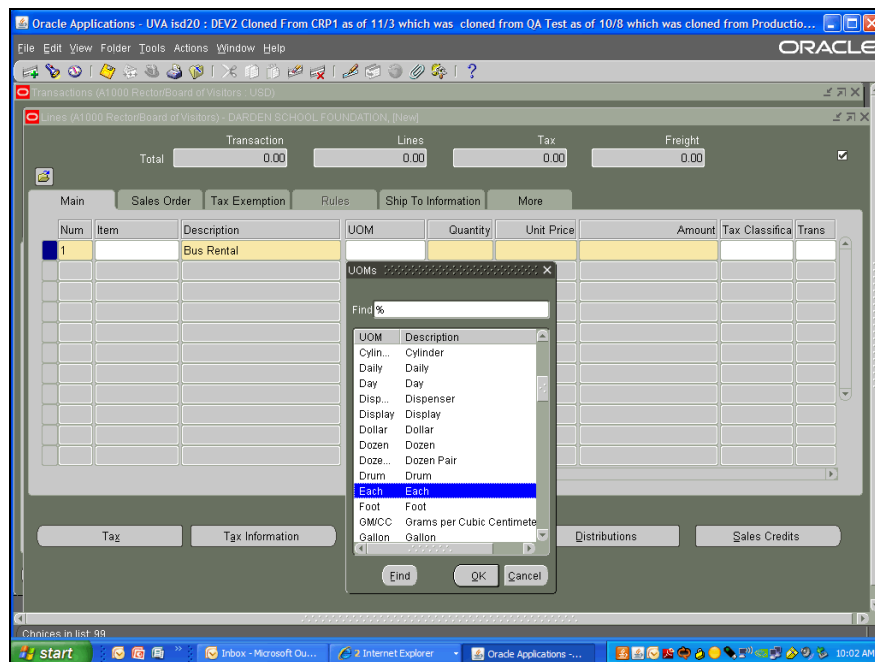 Oracle Applications - UVA isd20 : DEV2 Cloned From CRP1 as of 11/3 which was cloned from QA Test as of 10/8 which was cloned from Productio...
File Edit View Folder Tools Actions Window Help
ORACLE
Transactions (A1000 Rector/Board of Visitors : USD)
Lines (A1000 Rector/Board of Visitors) - DARDEN SCHOOL FOUNDATION, [New]
Transaction Lines Tax Freight
Total 0.00 0.00 0.00 0.00
Main Sales Order Tax Exemption Rules Ship To Information More
Num Item Description UOM Quantity Unit Price Amount Tax Classifica Trans
1 Bus Rental
UOMs
Find %
UOM Description
Cylin... Cylinder
Daily Daily
Day Day
Disp... Dispenser
Display Display
Dollar Dollar
Dozen Dozen
Doze... Dozen Pair
Drum Drum
Each Each
Foot Foot
GM/CC Grams per Cubic Centimete
Gallon Gallon
Find OK Cancel
Tax Tax Information Distributions Sales Credits
Choices in list: 99
start Inbox - Microsoft Ou... 2 Internet Explorer Oracle Applications -... 10:02 AM